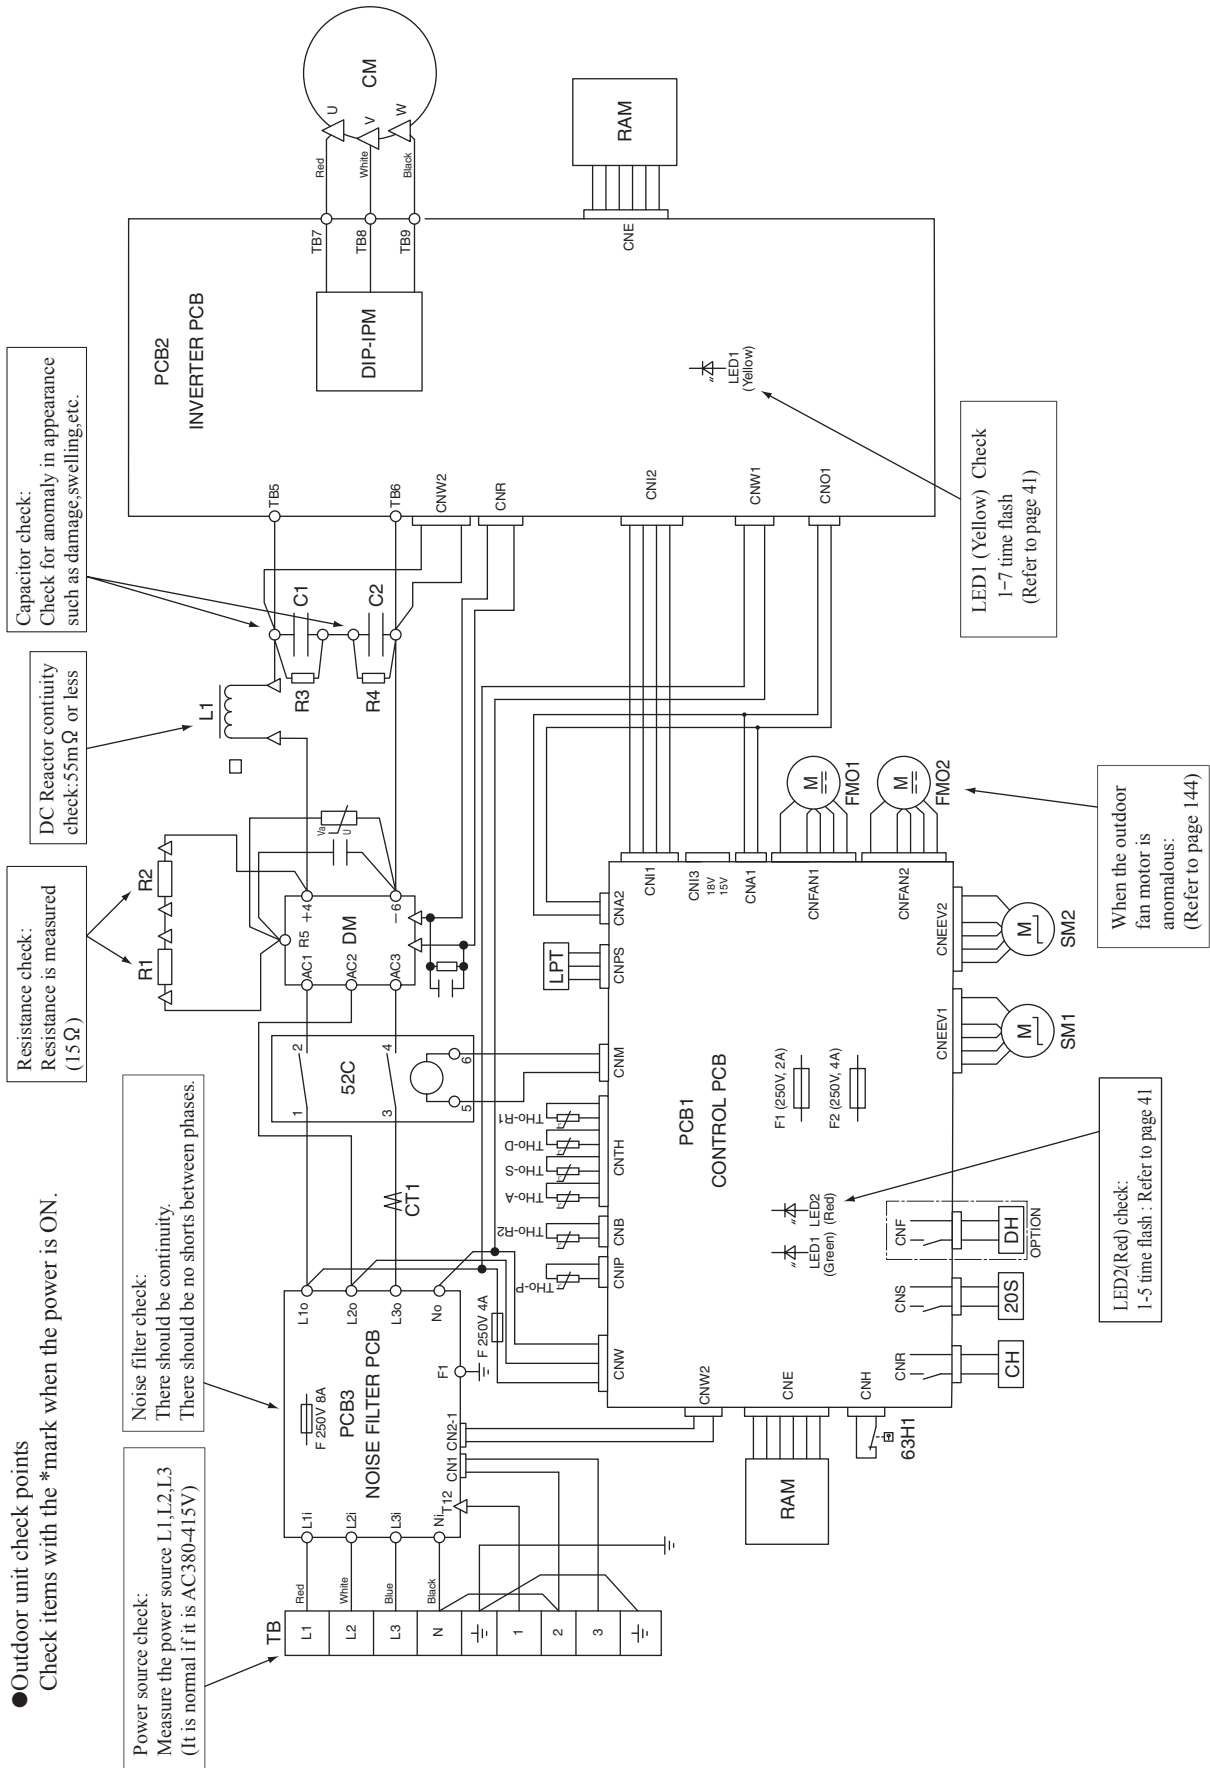 ●Outdoor unit check points
Check items with the *mark when the power is ON.
Power source check:
Measure the power source L1,L2,L3
(It is normal if it is AC380-415V)
Noise filter check:
There should be continuity.
There should be no shorts between phases.
Resistance check:
Resistance is measured
(15Ω)
DC Reactor contiuity
check:55mΩ or less
Capacitor check:
Check for anomaly in appearance
such as damage,swelling,etc.
TB
L1
L2
L3
N
1
2
3
Red
White
Blue
Black
L1i
L2i
L3i
Ni
T12
F 250V 8A
PCB3
NOISE FILTER PCB
CN1
CN2-1
F1
L1o
L2o
L3o
No
F 250V 4A
CT1
1
2
3
4
52C
5
6
R1
R2
AC1
AC2
AC3
R5
+4
DM
−6
Va
U
L1
R3
R4
C1
C2
TB5
TB6
CNW2
CNR
CNI2
CNW1
CNO1
PCB2
INVERTER PCB
DIP-IPM
TB7
TB8
TB9
Red
White
Black
U
V
W
CM
CNE
RAM
LED1
(Yellow)
LED1 (Yellow) Check
1-7 time flash
(Refer to page 41)
CNW
CNIP
CNB
CNTH
CNM
CNPS
CNA2
THo-P
THo-R2
THo-A
THo-S
THo-D
THo-R1
LPT
CNI1
CNI3
18V
15V
CNA1
CNFAN1
CNFAN2
M
FMO1
M
FMO2
PCB1
CONTROL PCB
F1 (250V, 2A)
F2 (250V, 4A)
LED1
(Green)
LED2
(Red)
CNW2
CNE
CNH
RAM
63H1
CNR
CH
CNS
20S
CNF
DH
OPTION
CNEEV1
M
SM1
CNEEV2
M
SM2
LED2(Red) check:
1-5 time flash : Refer to page 41
When the outdoor
fan motor is
anomalous:
(Refer to page 144)